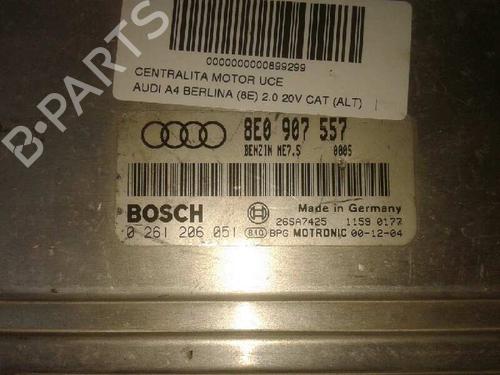 B-PARTS
0000000000899299
CENTRALITA MOTOR UCE
AUDI A4 BERLINA (8E) 2.0 20V CAT (ALT)
8E0 907 557
BENZIN ME7.5 0005
BOSCH
Made in Germany
26SA7425 1159 0177
0 261 206 051 810 BPG MOTRONIC 00-12-04